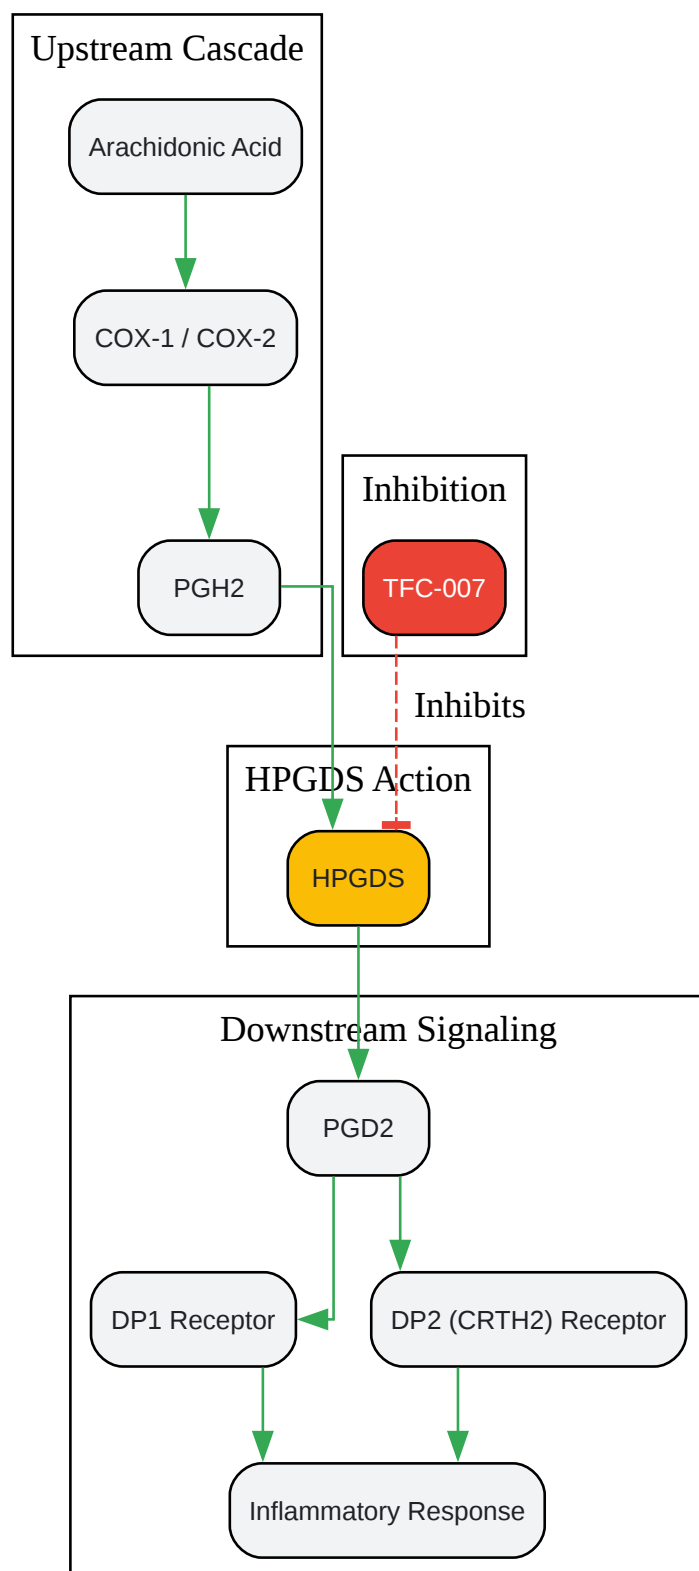 Upstream Cascade
Arachidonic Acid
COX-1 / COX-2
Inhibition
PGH2
TFC-007
Inhibits
HPGDS Action
HPGDS
Downstream Signaling
PGD2
DP1 Receptor
DP2 (CRTH2) Receptor
Inflammatory Response